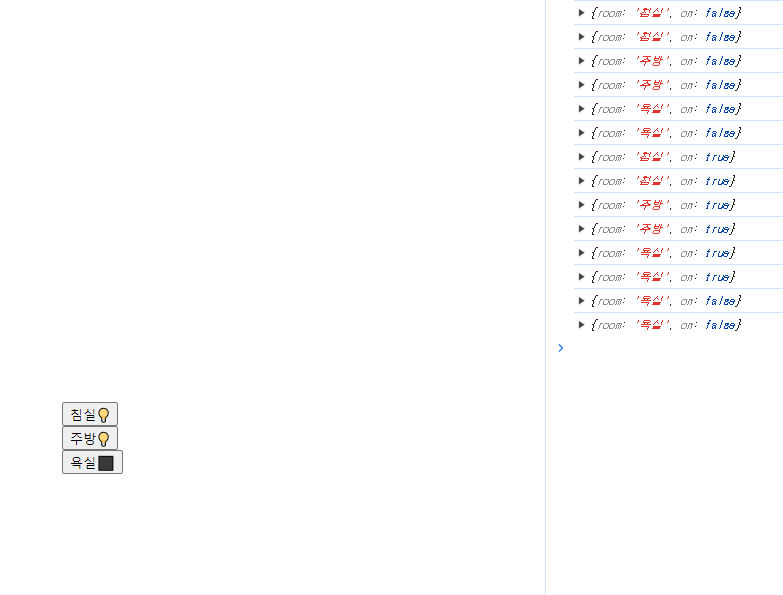 {room: '침실', on: false}
{room: '침실', on: false}
{room: '주방', on: false}
{room: '주방', on: false}
{room: '욕실', on: false}
{room: '욕실', on: false}
{room: '침실', on: true}
{room: '침실', on: true}
{room: '주방', on: true}
{room: '주방', on: true}
{room: '욕실', on: true}
{room: '욕실', on: true}
{room: '욕실', on: false}
{room: '욕실', on: false}
침실💡
주방💡
욕실⬛